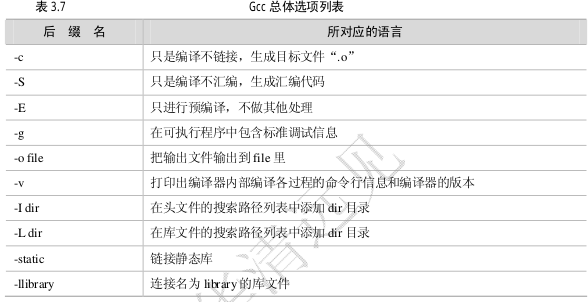 表 3.7 Gcc 总体选项列表
后 缀 名 所对应的语言
-c 只是编译不链接，生成目标文件“.o”
-S 只是编译不汇编，生成汇编代码
-E 只进行预编译，不做其他处理
-g 在可执行程序中包含标准调试信息
-o file 把输出文件输出到 file 里
-v 打印出编译器内部编译各过程的命令行信息和编译器的版本
-I dir 在头文件的搜索路径列表中添加 dir 目录
-L dir 在库文件的搜索路径列表中添加 dir 目录
-static 链接静态库
-llibrary 连接名为 library 的库文件
华清远见